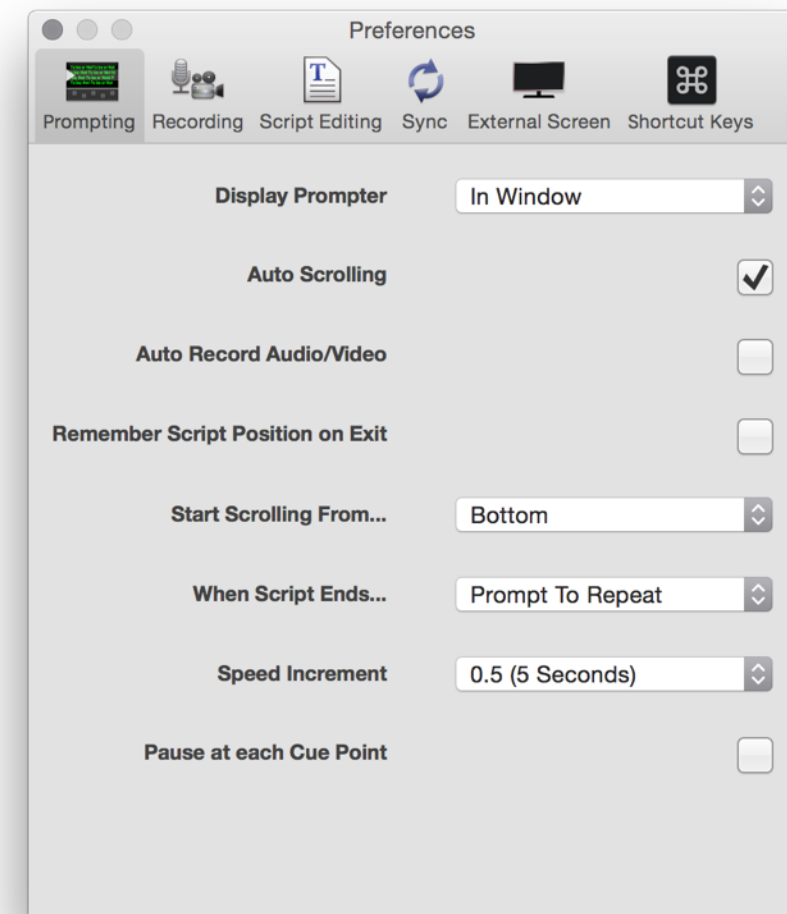 Preferences
Prompting Recording Script Editing Sync External Screen Shortcut Keys
Display Prompter In Window
Auto Scrolling
Auto Record Audio/Video
Remember Script Position on Exit
Start Scrolling From... Bottom
When Script Ends... Prompt To Repeat
Speed Increment 0.5 (5 Seconds)
Pause at each Cue Point